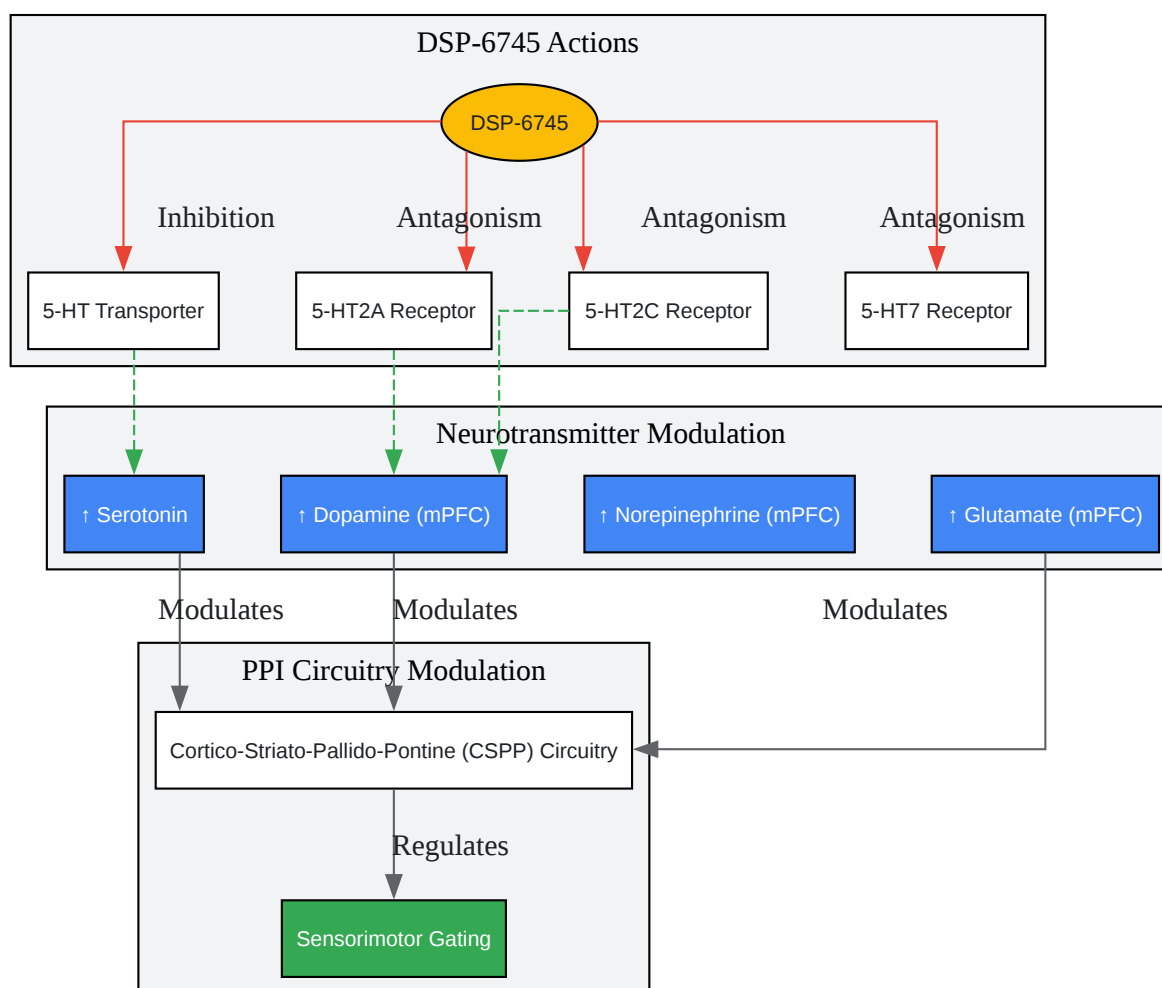 DSP-6745 Actions
DSP-6745
Inhibition
Antagonism
Antagonism
Antagonism
5-HT Transporter
5-HT2A Receptor
5-HT2C Receptor
5-HT7 Receptor
Neurotransmitter Modulation
↑ Serotonin
↑ Dopamine (mPFC)
↑ Norepinephrine (mPFC)
↑ Glutamate (mPFC)
Modulates
Modulates
Modulates
PPI Circuitry Modulation
Cortico-Striato-Pallido-Pontine (CSPP) Circuitry
Regulates
Sensorimotor Gating